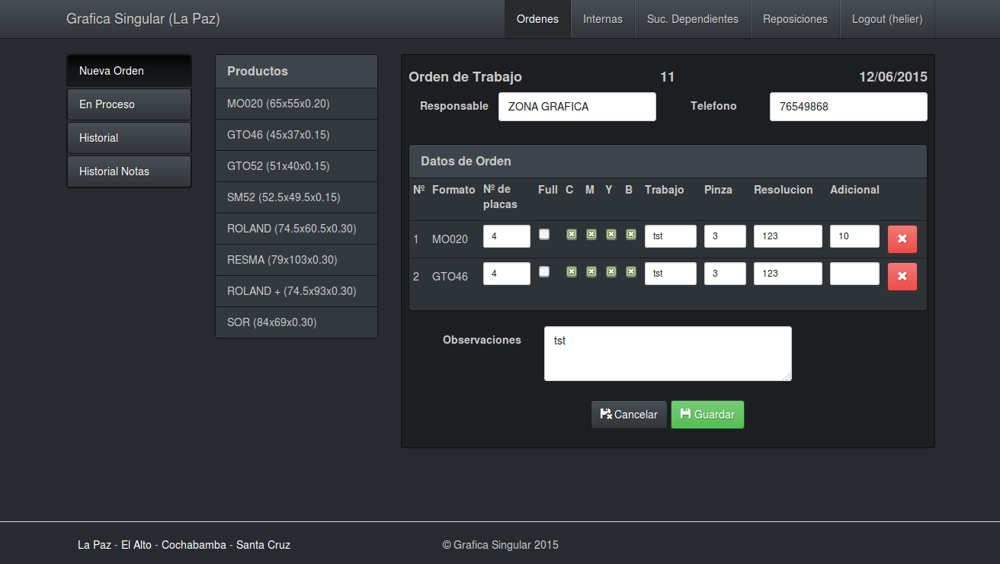 Grafica Singular (La Paz)
Ordenes
Internas
Suc. Dependientes
Reposiciones
Logout (helier)
Nueva Orden
En Proceso
Historial
Historial Notas
Productos
MO020 (65x55x0.20)
GTO46 (45x37x0.15)
GTO52 (51x40x0.15)
SM52 (52.5x49.5x0.15)
ROLAND (74.5x60.5x0.30)
RESMA (79x103x0.30)
ROLAND + (74.5x93x0.30)
SOR (84x69x0.30)
Orden de Trabajo 11 12/06/2015
Responsable ZONA GRAFICA Telefono 76549868
Datos de Orden
Nº Formato Nº de placas Full C M Y B Trabajo Pinza Resolucion Adicional
1 MO020 4 tst 3 123 10
2 GTO46 4 tst 3 123
Observaciones tst
Cancelar Guardar
La Paz - El Alto - Cochabamba - Santa Cruz
© Grafica Singular 2015